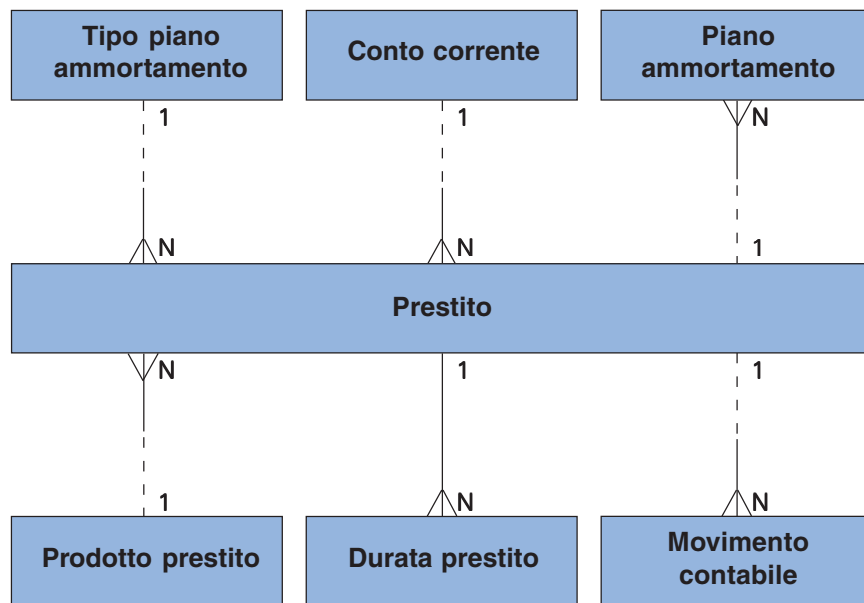 Tipo piano
ammortamento
Conto corrente
Piano
ammortamento
1
1
N
N
N
1
Prestito
N
1
1
1
N
N
Prodotto prestito
Durata prestito
Movimento
contabile